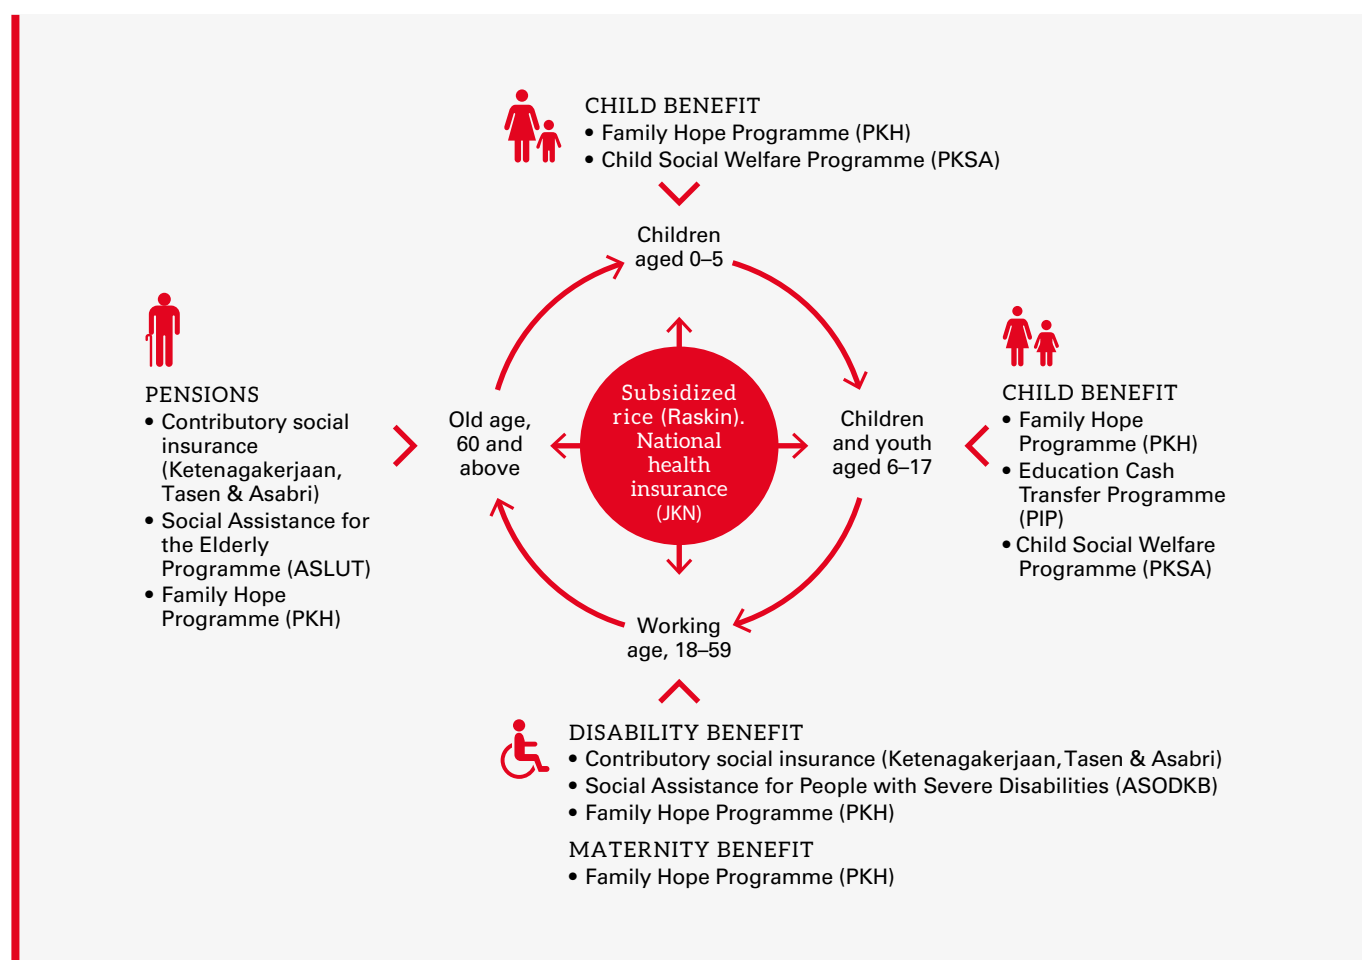 CHILD BENEFIT
• Family Hope Programme (PKH)
• Child Social Welfare Programme (PKSA)
Children
aged 0–5
PENSIONS
• Contributory social
insurance
(Ketenagakerjaan,
Tasen & Asabri)
• Social Assistance for
the Elderly
Programme (ASLUT)
• Family Hope
Programme (PKH)
Old age,
60 and
above
Subsidized
rice (Raskin).
National
health
insurance
(JKN)
Children
and youth
aged 6–17
CHILD BENEFIT
• Family Hope
Programme (PKH)
• Education Cash
Transfer Programme
(PIP)
• Child Social Welfare
Programme (PKSA)
Working
age, 18–59
DISABILITY BENEFIT
• Contributory social insurance (Ketenagakerjaan, Tasen & Asabri)
• Social Assistance for People with Severe Disabilities (ASODKB)
• Family Hope Programme (PKH)
MATERNITY BENEFIT
• Family Hope Programme (PKH)